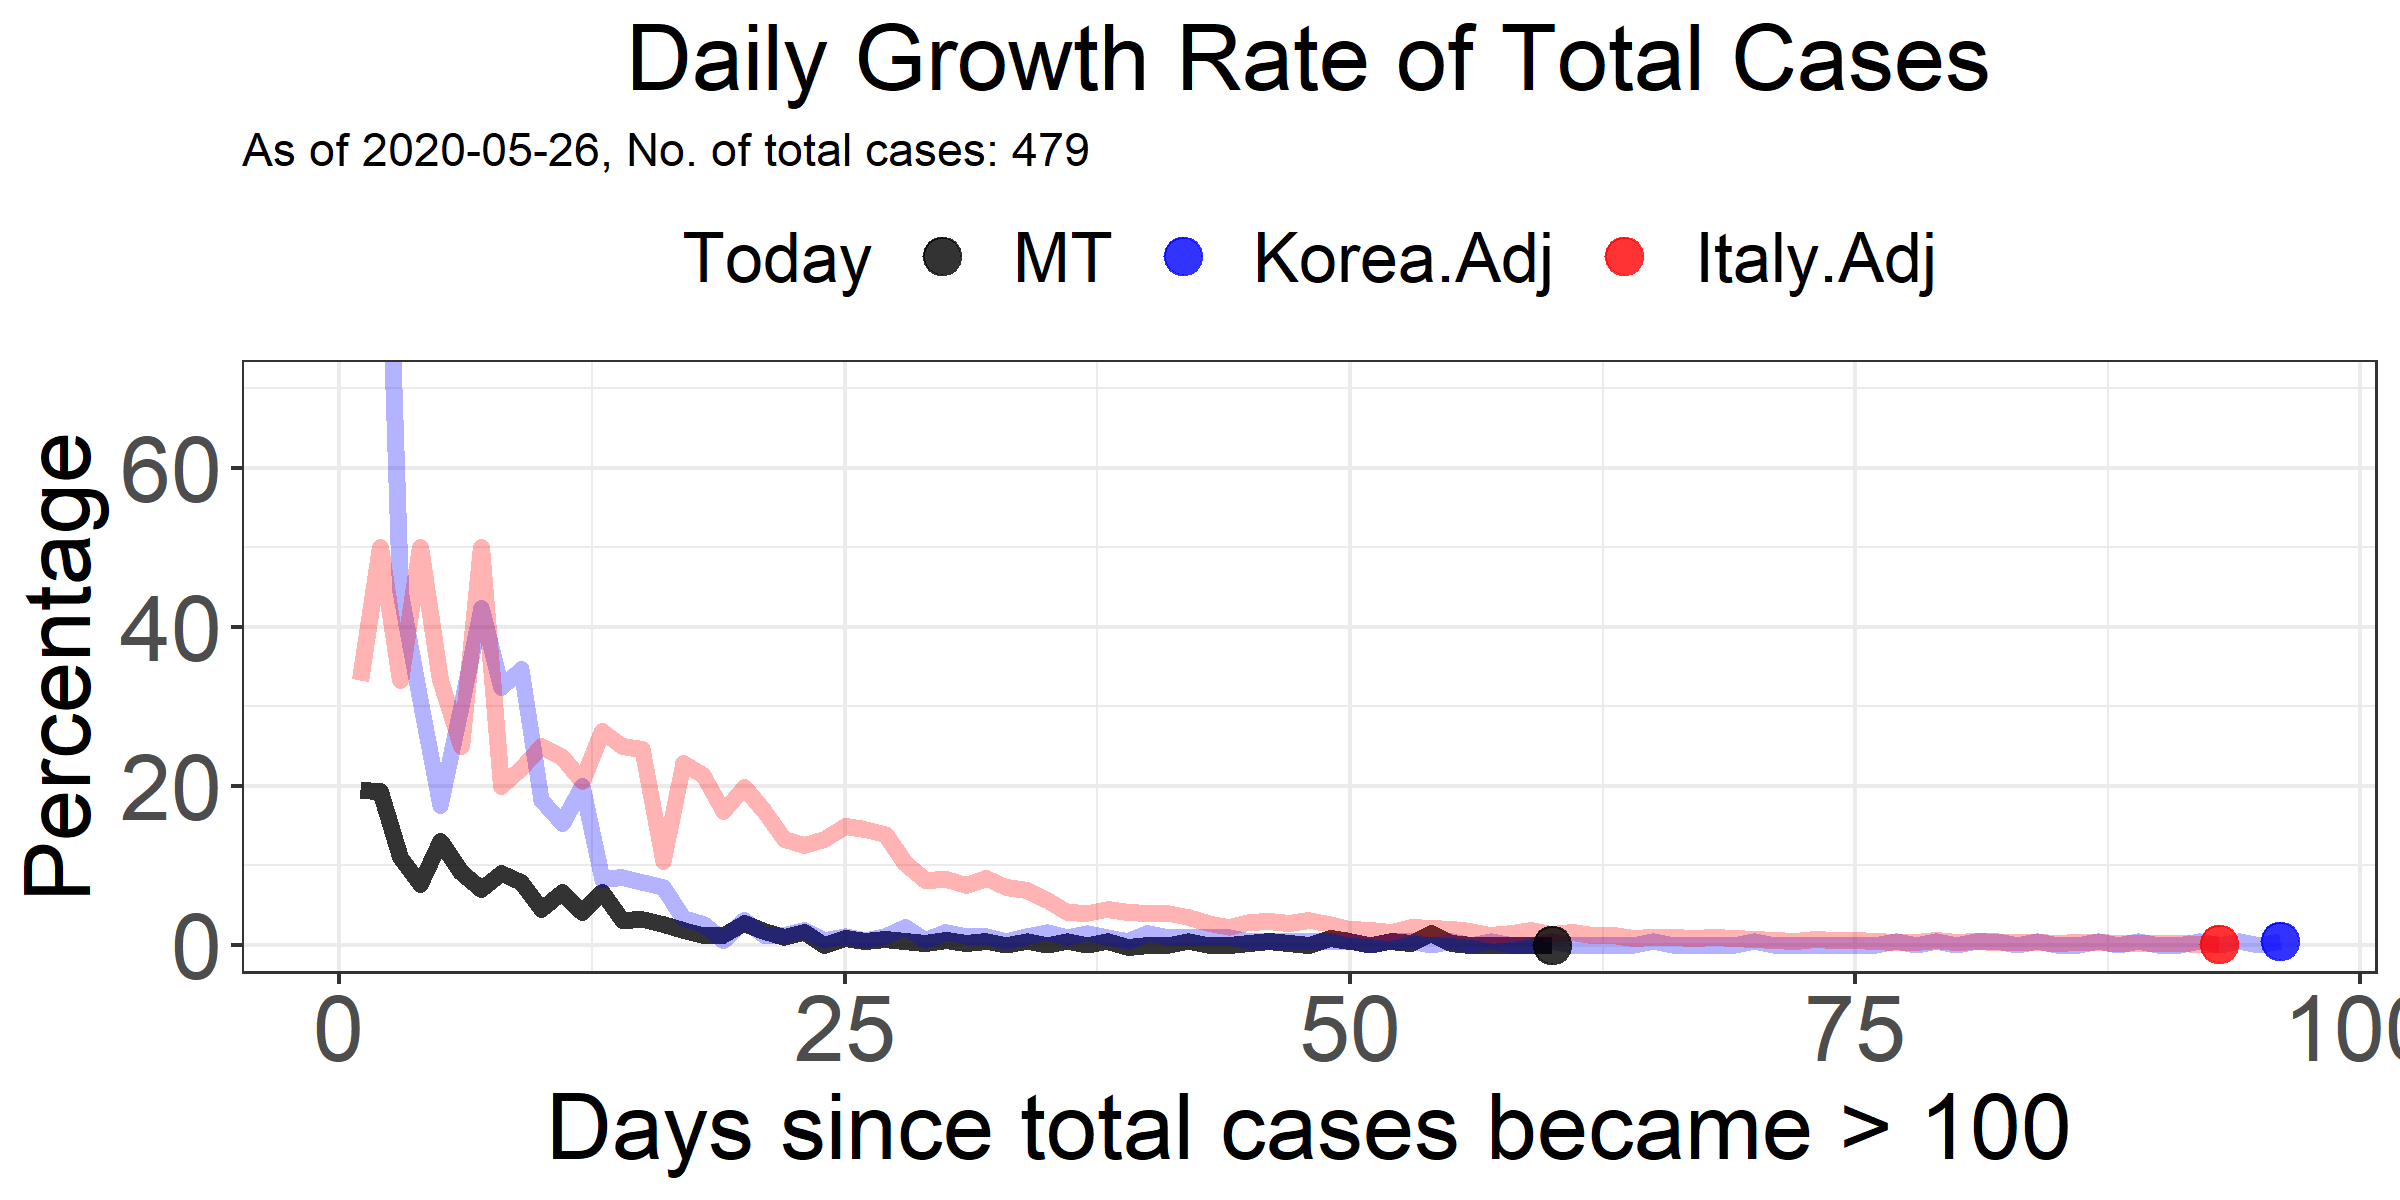 Daily Growth Rate of Total Cases
As of 2020-05-26, No. of total cases: 479
Today MT Korea.Adj Italy.Adj
Percentage
60
40
20
0
0 25 50 75 100
Days since total cases became > 100